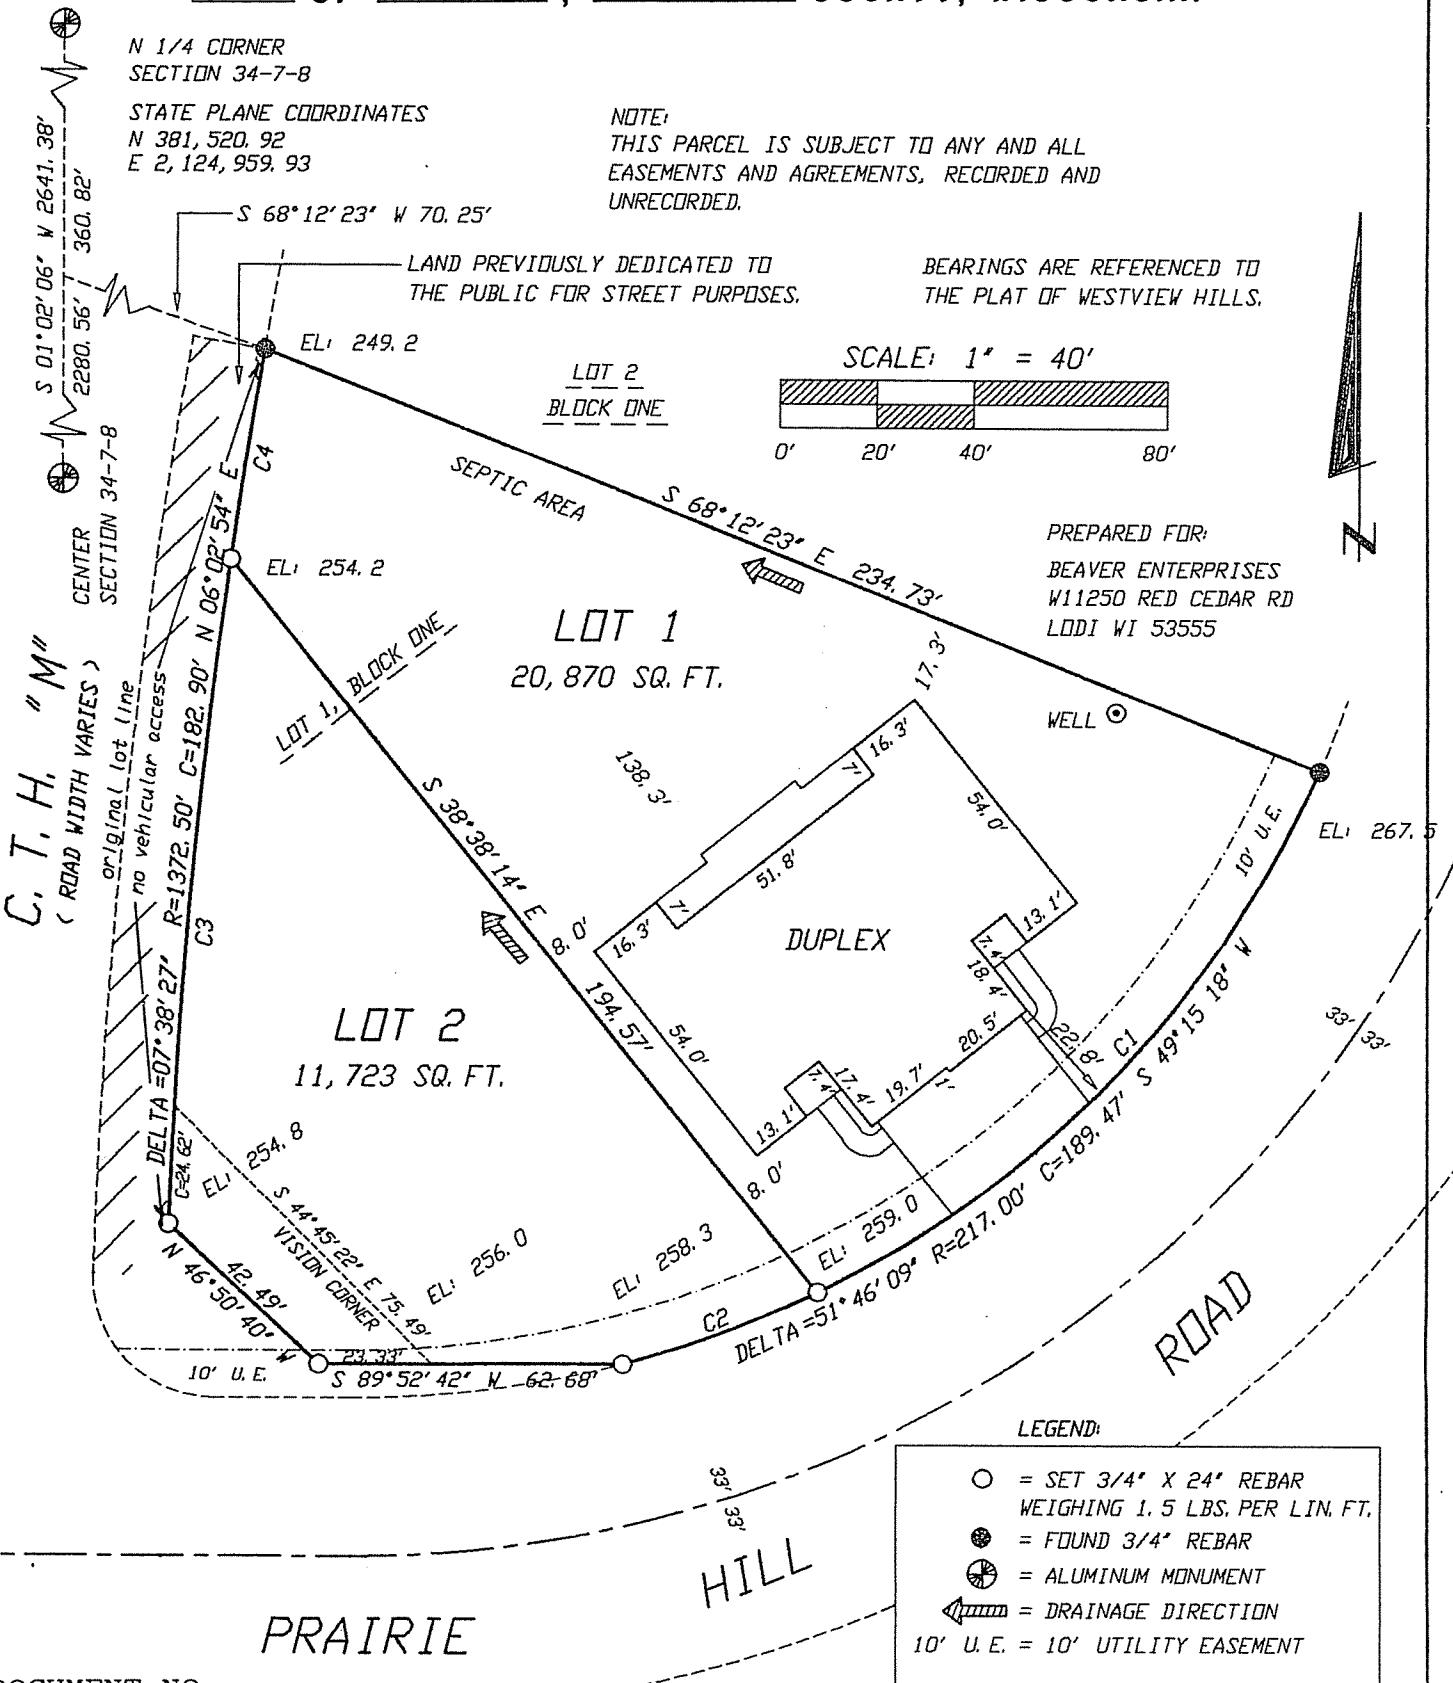 N 1/4 CORNER
SECTION 34-7-8
STATE PLANE COORDINATES
N 381,520.92
E 2,124,959.93
NOTE:
THIS PARCEL IS SUBJECT TO ANY AND ALL
EASEMENTS AND AGREEMENTS, RECORDED AND
UNRECORDED.
S 01°02'06" W 2641.38'
2280.56' 360.82'
S 68°12'23" W 70.25'
LAND PREVIOUSLY DEDICATED TO
THE PUBLIC FOR STREET PURPOSES.
BEARINGS ARE REFERENCED TO
THE PLAT OF WESTVIEW HILLS.
EL: 249.2
SCALE: 1" = 40'
0' 20' 40' 80'
LOT 2
BLOCK ONE
SEPTIC AREA
S 68°12'23" E 234.73'
CENTER
SECTION 34-7-8
C4
EL: 254.2
PREPARED FOR:
BEAVER ENTERPRISES
W11250 RED CEDAR RD
LODI WI 53555
LOT 1
20,870 SQ. FT.
LOT 1, BLOCK ONE
C. T. H. "M"
( ROAD WIDTH VARIES )
original lot line
no vehicular access
DELTA =07°38'27" R=1372.50' C=182.90' N 06°02'54" E
C3
17.3'
WELL
138.3'
16.3'
7'
54.0'
51.8'
7'
16.3'
EL: 267.5
10' U.E.
S 38°38'14" E 194.57'
8.0'
DUPLEX
13.1'
7.4'
18.4'
54.0'
20.5'
22.8'
C1
33'
33'
LOT 2
11,723 SQ. FT.
19.7'
1'
17.4'
7.4'
13.1'
8.0'
C=24.62'
EL: 254.8
S 44°45'22" E 75.49'
VISION CORNER
EL: 256.0
EL: 258.3
EL: 259.0
N 46°50'40" W
42.49'
DELTA =51°46'09" R=217.00' C=189.47' S 49°15'18" W
C2
23.33'
10' U.E.
S 89°52'42" W 62.68'
ROAD
33'
33'
HILL
PRAIRIE
LEGEND:
= SET 3/4" X 24" REBAR
WEIGHING 1.5 LBS. PER LIN. FT.
= FOUND 3/4" REBAR
= ALUMINUM MONUMENT
= DRAINAGE DIRECTION
10' U.E. = 10' UTILITY EASEMENT